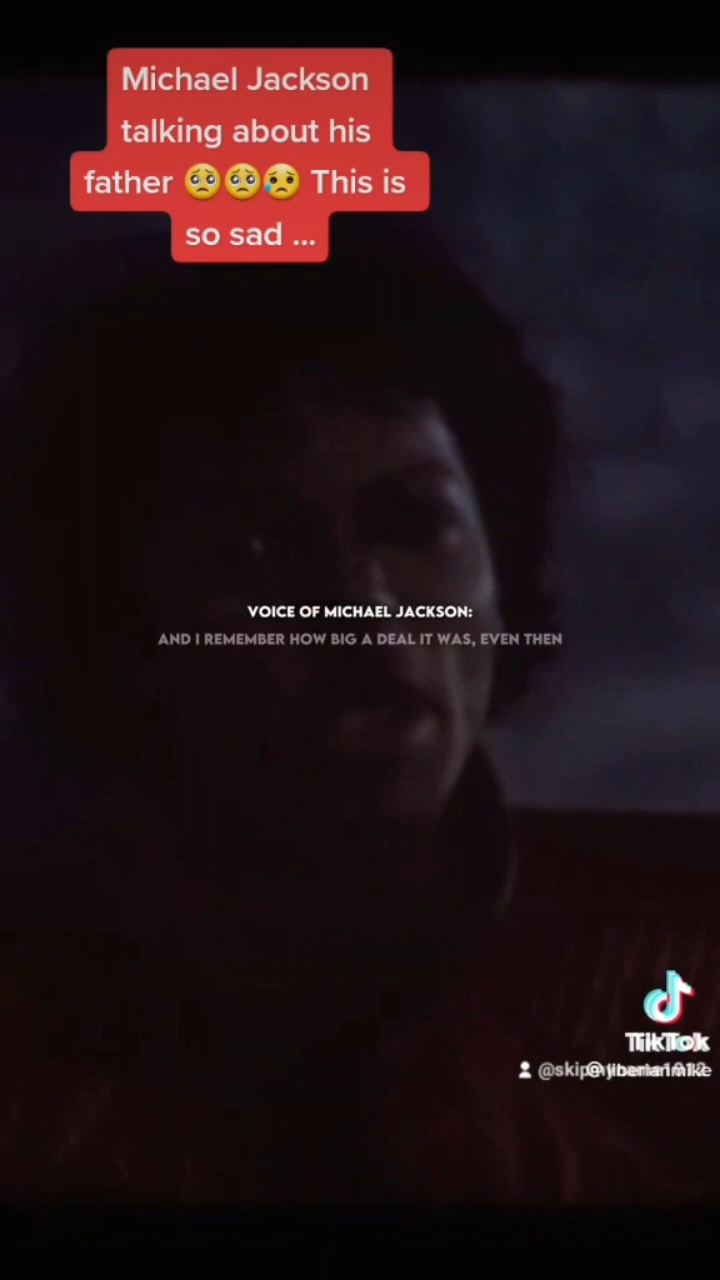 Michael Jackson
talking about his
father 🥺🥺😥 This is
so sad ...
VOICE OF MICHAEL JACKSON:
AND I REMEMBER HOW BIG A DEAL IT WAS, EVEN THEN
TikTok